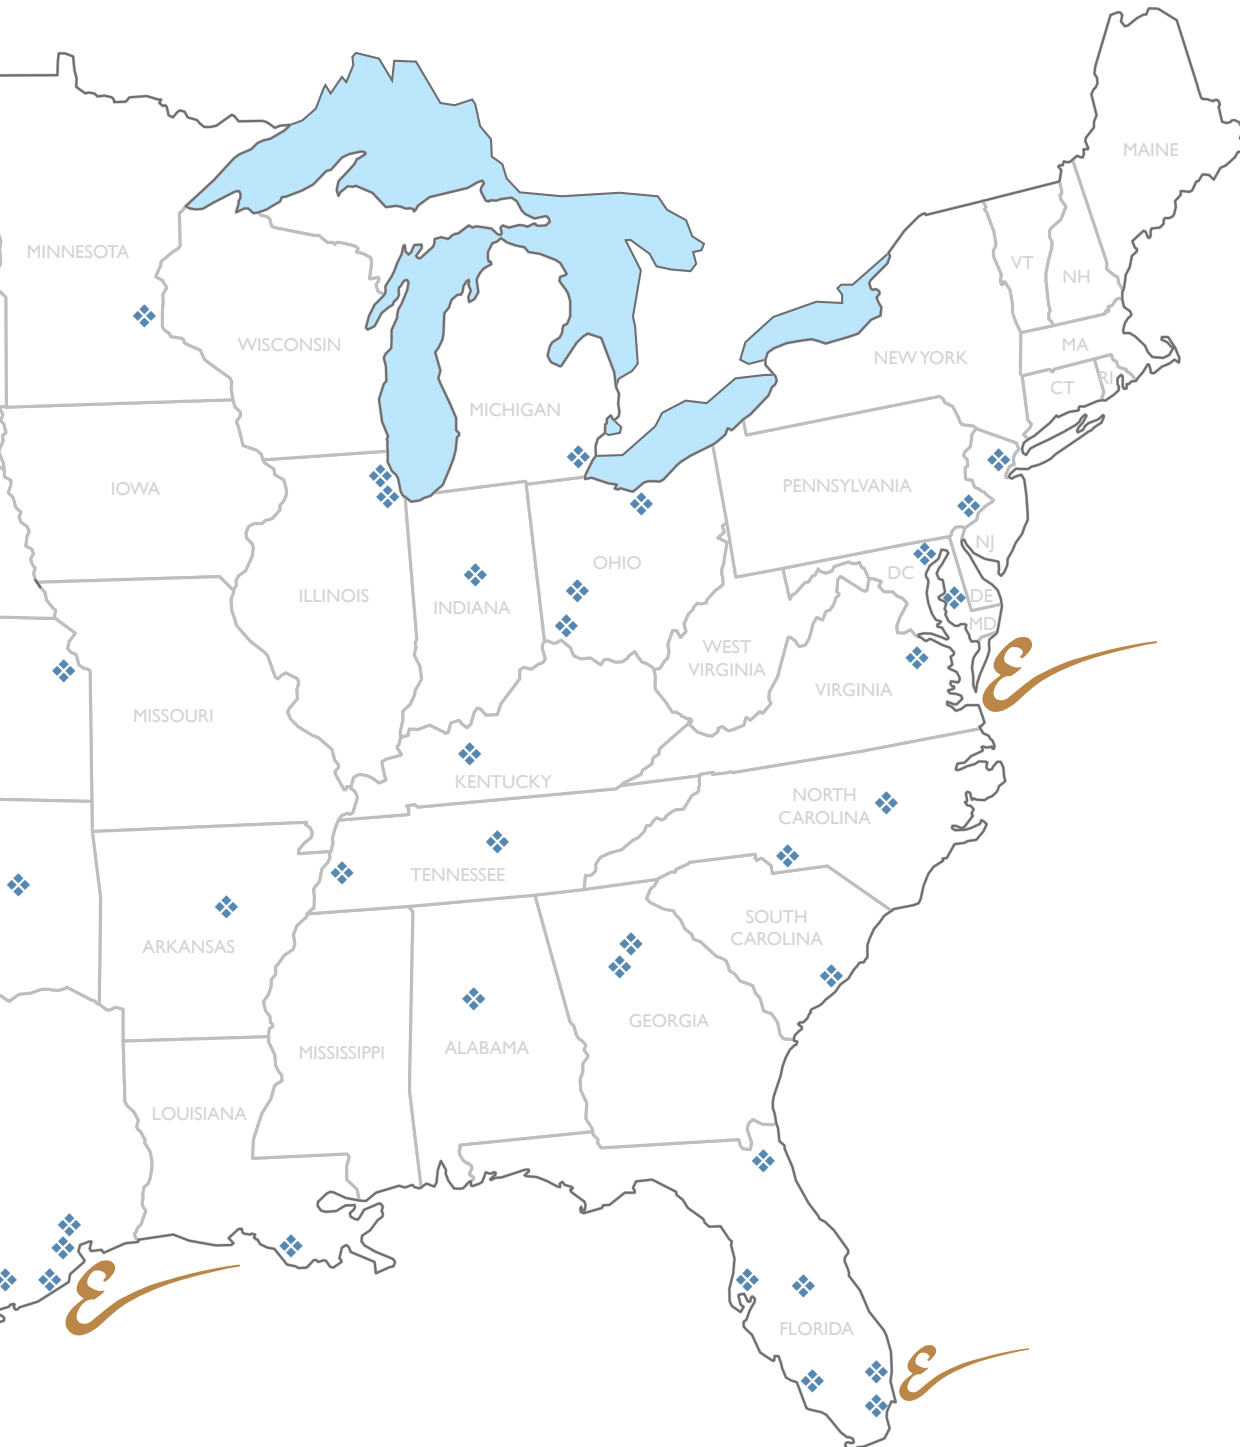 MAINE
MINNESOTA
VT
NH
WISCONSIN
MA
NEW YORK
RI
CT
MICHIGAN
IOWA
PENNSYLVANIA
NJ
OHIO
DC
ILLINOIS
INDIANA
DE
MD
WEST
VIRGINIA
VIRGINIA
MISSOURI
KENTUCKY
NORTH
CAROLINA
TENNESSEE
SOUTH
CAROLINA
ARKANSAS
GEORGIA
ALABAMA
MISSISSIPPI
LOUISIANA
E
FLORIDA
E
E